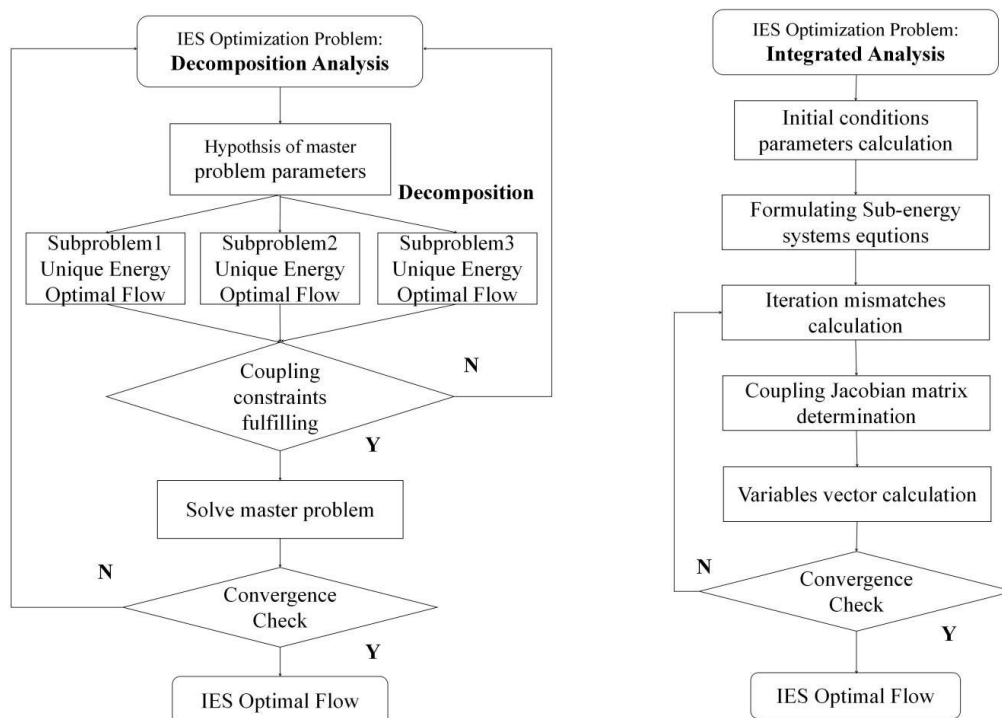 IES Optimization Problem:
Decomposition Analysis
Hypothsis of master
problem parameters
Decomposition
Subproblem1
Unique Energy
Optimal Flow
Subproblem2
Unique Energy
Optimal Flow
Subproblem3
Unique Energy
Optimal Flow
Coupling
constraints
fulfilling
N
Y
Solve master problem
N
Convergence
Check
Y
IES Optimal Flow
IES Optimization Problem:
Integrated Analysis
Initial conditions
parameters calculation
Formulating Sub-energy
systems equtions
Iteration mismatches
calculation
Coupling Jacobian matrix
determination
Variables vector calculation
N
Convergence
Check
Y
IES Optimal Flow